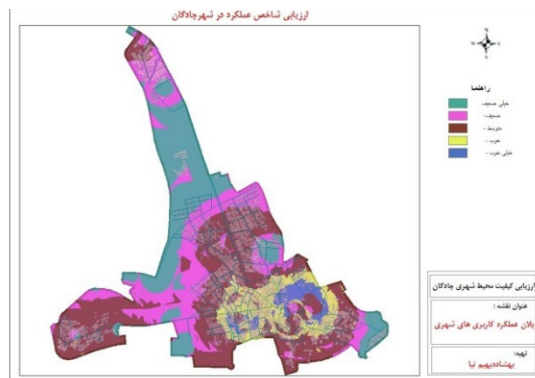 ارزیابی شاخص عملکرد در شهرچادگان
N
W E
S
راهنما
خیلی ضعیف
ضعیف-
متوسط -
خوب -
خیلی خوب -
ارزیابی کیفیت محیط شهری چادگان
عنوان نقشه :
پلان عملکرد کاربری های شهری
تهیه: